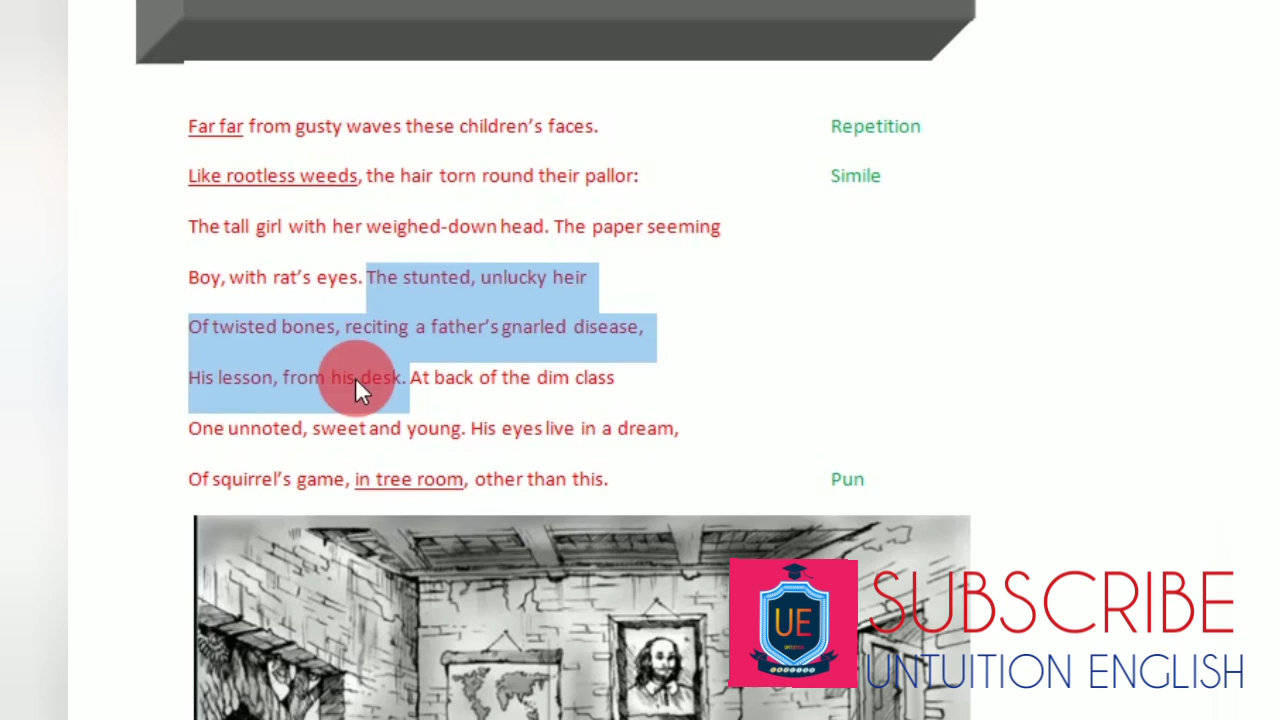 Far far from gusty waves these children’s faces.
Repetition
Like rootless weeds, the hair torn round their pallor:
Simile
The tall girl with her weighed-down head. The paper seeming
Boy, with rat’s eyes. The stunted, unlucky heir
Of twisted bones, reciting a father’s gnarled disease,
His lesson, from his desk. At back of the dim class
One unnoted, sweet and young. His eyes live in a dream,
Of squirrel’s game, in tree room, other than this.
Pun
UE
SUBSCRIBE
UNTUITION ENGLISH